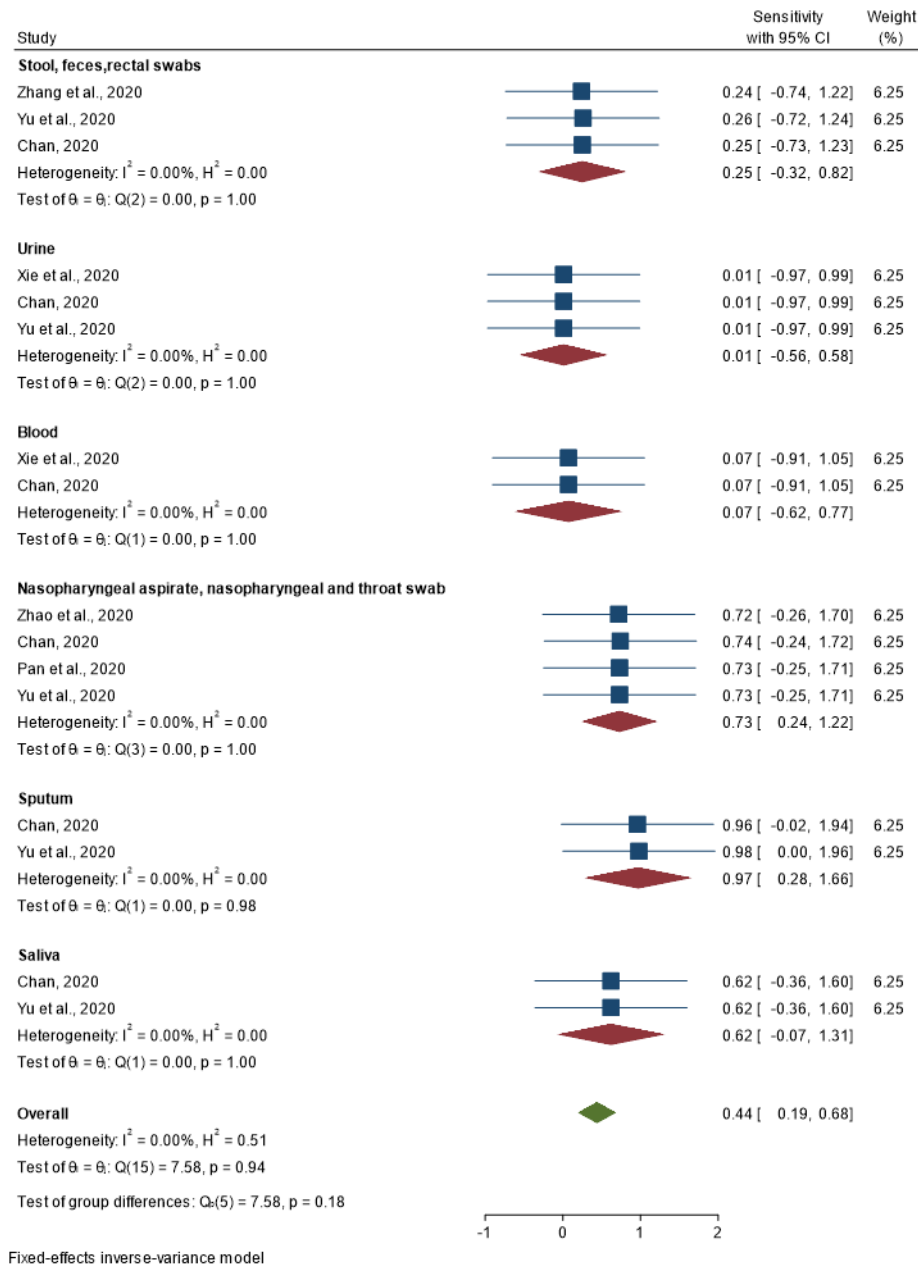 Sensitivity Weight
Study with 95% CI (%)
Stool, feces,rectal swabs
Zhang et al., 2020 0.24 [ -0.74, 1.22] 6.25
Yu et al., 2020 0.26 [ -0.72, 1.24] 6.25
Chan, 2020 0.25 [ -0.73, 1.23] 6.25
Heterogeneity: I² = 0.00%, H² = 0.00 0.25 [ -0.32, 0.82]
Test of θᵢ = θⱼ: Q(2) = 0.00, p = 1.00
Urine
Xie et al., 2020 0.01 [ -0.97, 0.99] 6.25
Chan, 2020 0.01 [ -0.97, 0.99] 6.25
Yu et al., 2020 0.01 [ -0.97, 0.99] 6.25
Heterogeneity: I² = 0.00%, H² = 0.00 0.01 [ -0.56, 0.58]
Test of θᵢ = θⱼ: Q(2) = 0.00, p = 1.00
Blood
Xie et al., 2020 0.07 [ -0.91, 1.05] 6.25
Chan, 2020 0.07 [ -0.91, 1.05] 6.25
Heterogeneity: I² = 0.00%, H² = 0.00 0.07 [ -0.62, 0.77]
Test of θᵢ = θⱼ: Q(1) = 0.00, p = 1.00
Nasopharyngeal aspirate, nasopharyngeal and throat swab
Zhao et al., 2020 0.72 [ -0.26, 1.70] 6.25
Chan, 2020 0.74 [ -0.24, 1.72] 6.25
Pan et al., 2020 0.73 [ -0.25, 1.71] 6.25
Yu et al., 2020 0.73 [ -0.25, 1.71] 6.25
Heterogeneity: I² = 0.00%, H² = 0.00 0.73 [ 0.24, 1.22]
Test of θᵢ = θⱼ: Q(3) = 0.00, p = 1.00
Sputum
Chan, 2020 0.96 [ -0.02, 1.94] 6.25
Yu et al., 2020 0.98 [ 0.00, 1.96] 6.25
Heterogeneity: I² = 0.00%, H² = 0.00 0.97 [ 0.28, 1.66]
Test of θᵢ = θⱼ: Q(1) = 0.00, p = 0.98
Saliva
Chan, 2020 0.62 [ -0.36, 1.60] 6.25
Yu et al., 2020 0.62 [ -0.36, 1.60] 6.25
Heterogeneity: I² = 0.00%, H² = 0.00 0.62 [ -0.07, 1.31]
Test of θᵢ = θⱼ: Q(1) = 0.00, p = 1.00
Overall 0.44 [ 0.19, 0.68]
Heterogeneity: I² = 0.00%, H² = 0.51
Test of θᵢ = θⱼ: Q(15) = 7.58, p = 0.94
Test of group differences: Q_b(5) = 7.58, p = 0.18
-1 0 1 2
Fixed-effects inverse-variance model